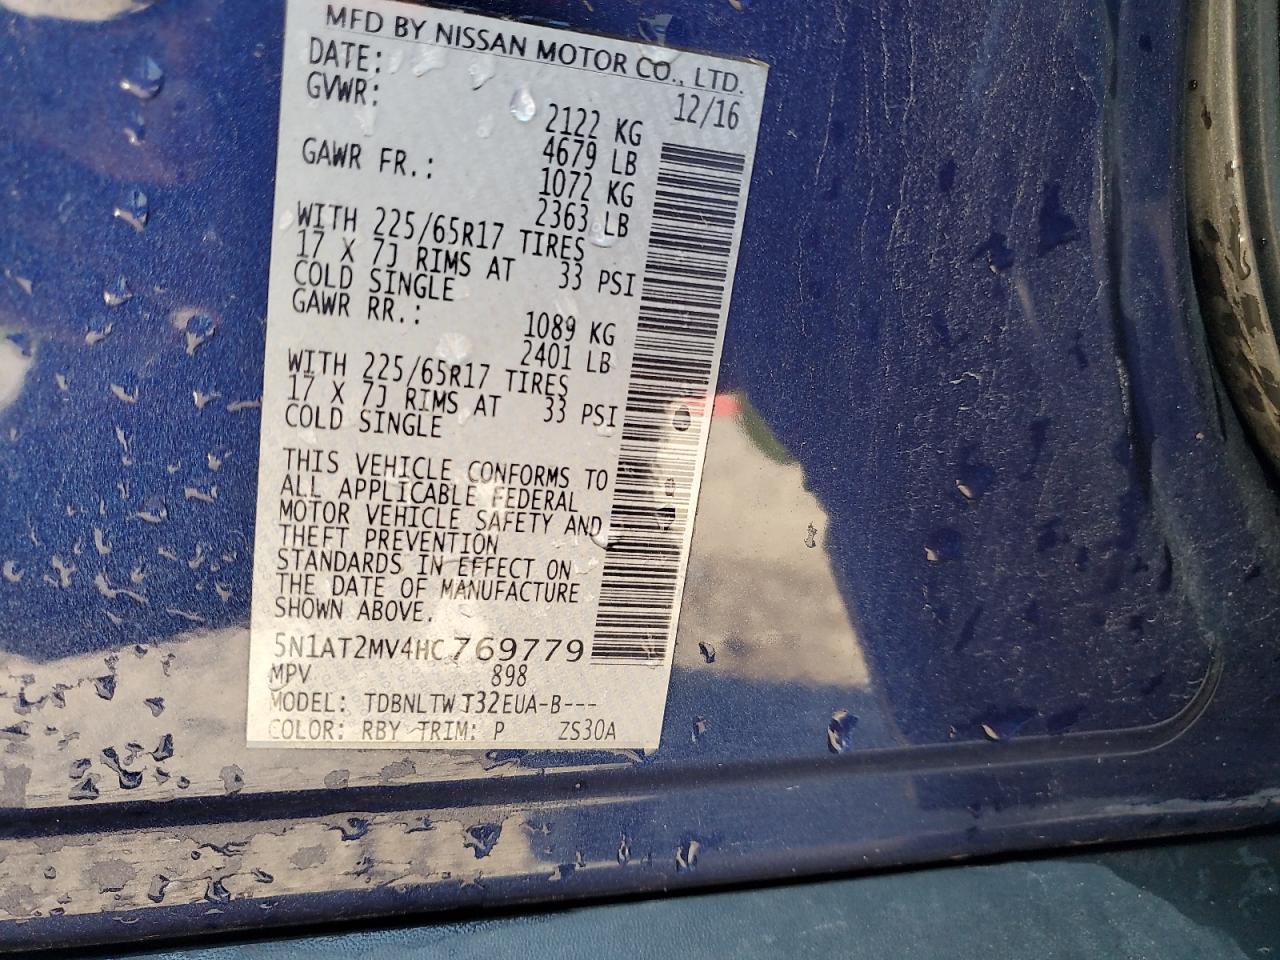 MFD BY NISSAN MOTOR CO., LTD.
DATE: 12/16
GVWR: 2122 KG
4679 LB
GAWR FR.: 1072 KG
2363 LB
WITH 225/65R17 TIRES
17 X 7J RIMS AT 33 PSI
COLD SINGLE
GAWR RR.: 1089 KG
2401 LB
WITH 225/65R17 TIRES
17 X 7J RIMS AT 33 PSI
COLD SINGLE
THIS VEHICLE CONFORMS TO
ALL APPLICABLE FEDERAL
MOTOR VEHICLE SAFETY AND
THEFT PREVENTION
STANDARDS IN EFFECT ON
THE DATE OF MANUFACTURE
SHOWN ABOVE.
5N1AT2MV4HC769779
MPV 898
MODEL: TDBNLTW T32EUA-B---
COLOR: RBY TRIM: P ZS30A